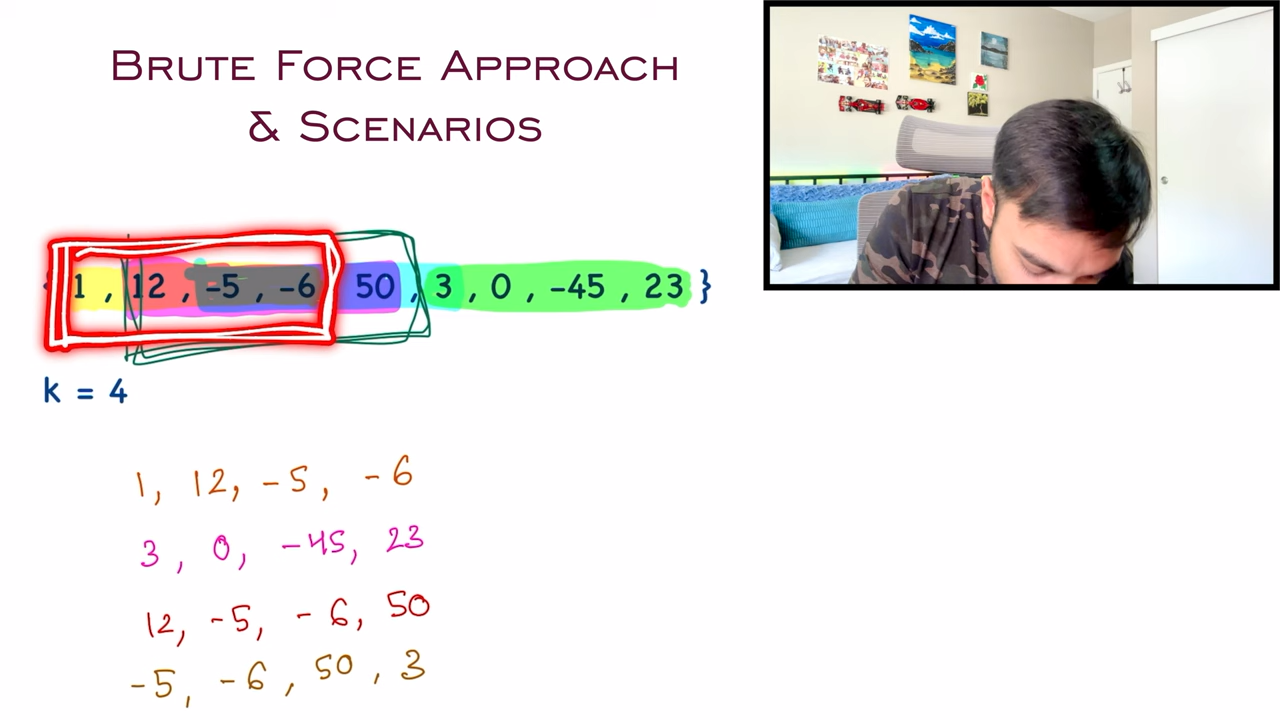 BRUTE FORCE APPROACH
& SCENARIOS
{ 1 , 12 , -5 , -6 50 , 3 , 0 , -45 , 23 }
k = 4
1, 12, -5, -6
3, 0, -45, 23
12, -5, -6, 50
-5, -6, 50, 3